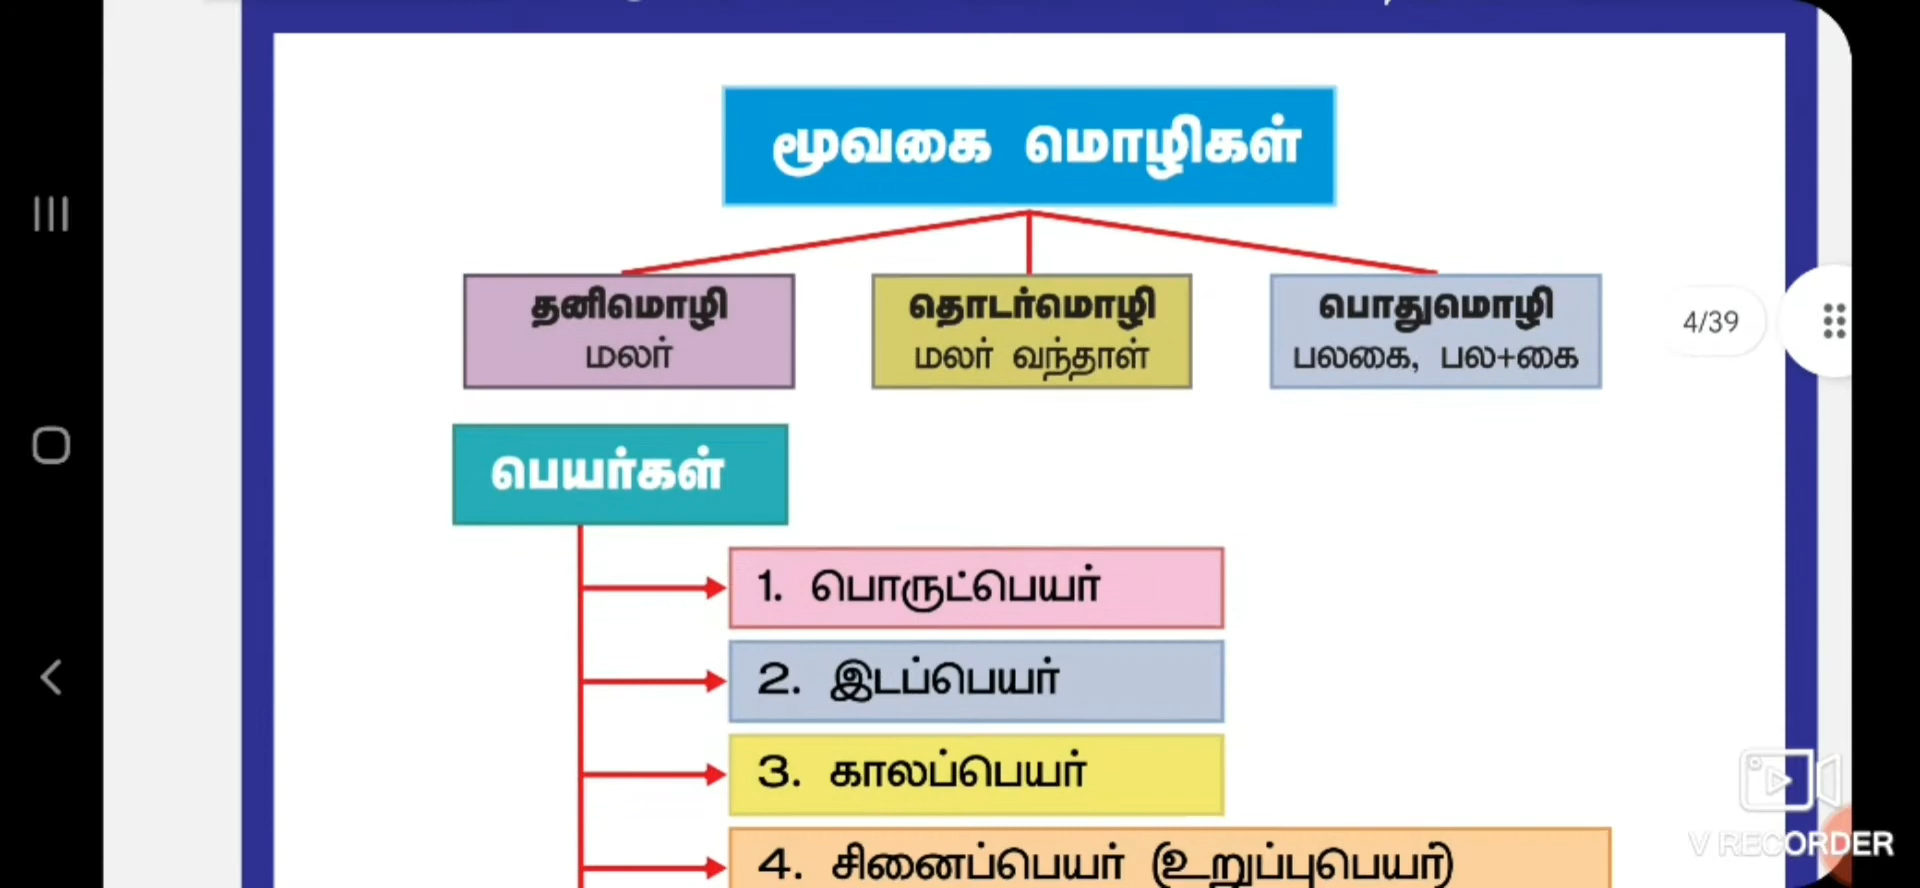 மூவகை மொழிகள்
தனிமொழி
மலர்
தொடர்மொழி
மலர் வந்தாள்
பொதுமொழி
பலகை, பல+கை
4/39
பெயர்கள்
1. பொருட்பெயர்
2. இடப்பெயர்
3. காலப்பெயர்
4. சினைப்பெயர் (உறுப்புபெயர்)
V RECORDER